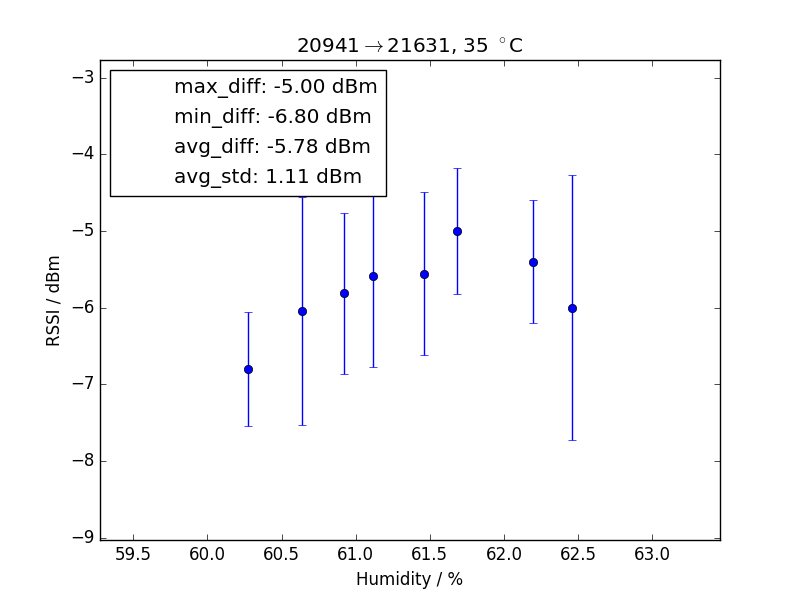 20941→21631, 35 °C
max_diff: -5.00 dBm
min_diff: -6.80 dBm
avg_diff: -5.78 dBm
avg_std: 1.11 dBm
RSSI / dBm
−3
−4
−5
−6
−7
−8
−9
59.5 60.0 60.5 61.0 61.5 62.0 62.5 63.0
Humidity / %